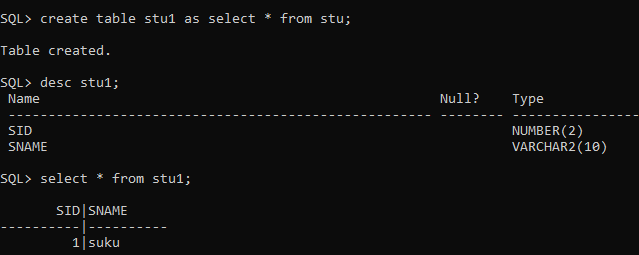 SQL> create table stu1 as select * from stu;
Table created.
SQL> desc stu1;
 Name                                                  Null?    Type
 ----------------------------------------------------- -------- ----------------
 SID                                                            NUMBER(2)
 SNAME                                                          VARCHAR2(10)
SQL> select * from stu1;
       SID|SNAME
----------|----------
         1|suku